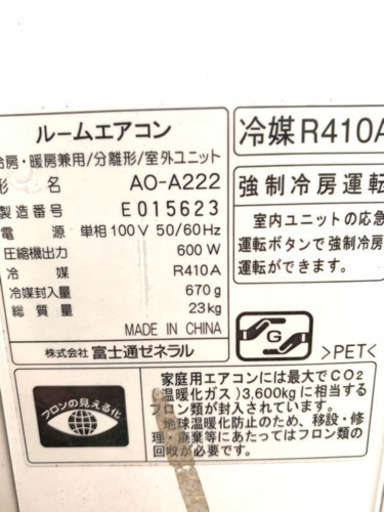 ルームエアコン
冷房・暖房兼用/分離形/室外ユニット
形名 AO-A222
製造番号 E015623
電源 単相100V 50/60Hz
圧縮機出力 600W
冷媒 R410A
冷媒封入量 670g
総質量 23kg
MADE IN CHINA
株式会社 富士通ゼネラル
冷媒R410A
強制冷房運転
室内ユニットの応急
運転ボタンで強制冷房
運転ができます。
G
>PET<
フロンの見える化
家庭用エアコンには最大でCO2
(温暖化ガス)3,600kgに相当する
フロン類が封入されています。
地球温暖化防止のため、移設・修
理・廃棄等にあたってはフロン類の
回収が必要です。